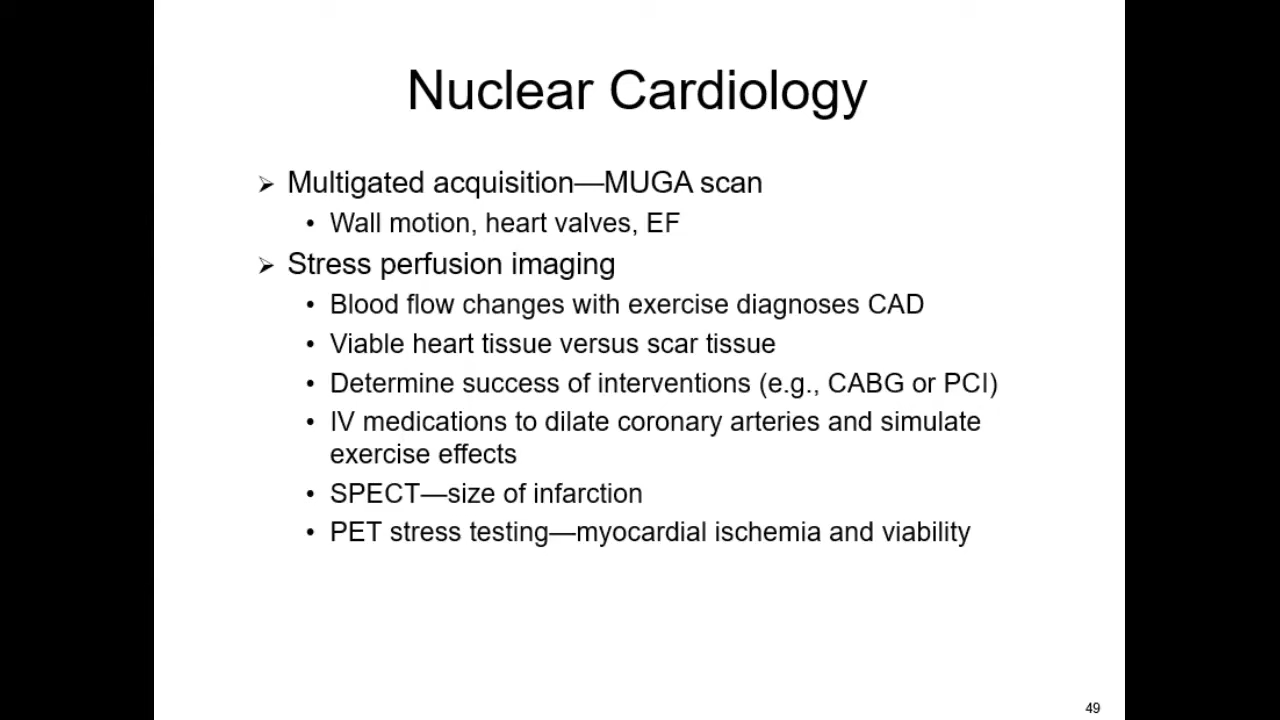 Nuclear Cardiology
➢ Multigated acquisition—MUGA scan
• Wall motion, heart valves, EF
➢ Stress perfusion imaging
• Blood flow changes with exercise diagnoses CAD
• Viable heart tissue versus scar tissue
• Determine success of interventions (e.g., CABG or PCI)
• IV medications to dilate coronary arteries and simulate
exercise effects
• SPECT—size of infarction
• PET stress testing—myocardial ischemia and viability
49